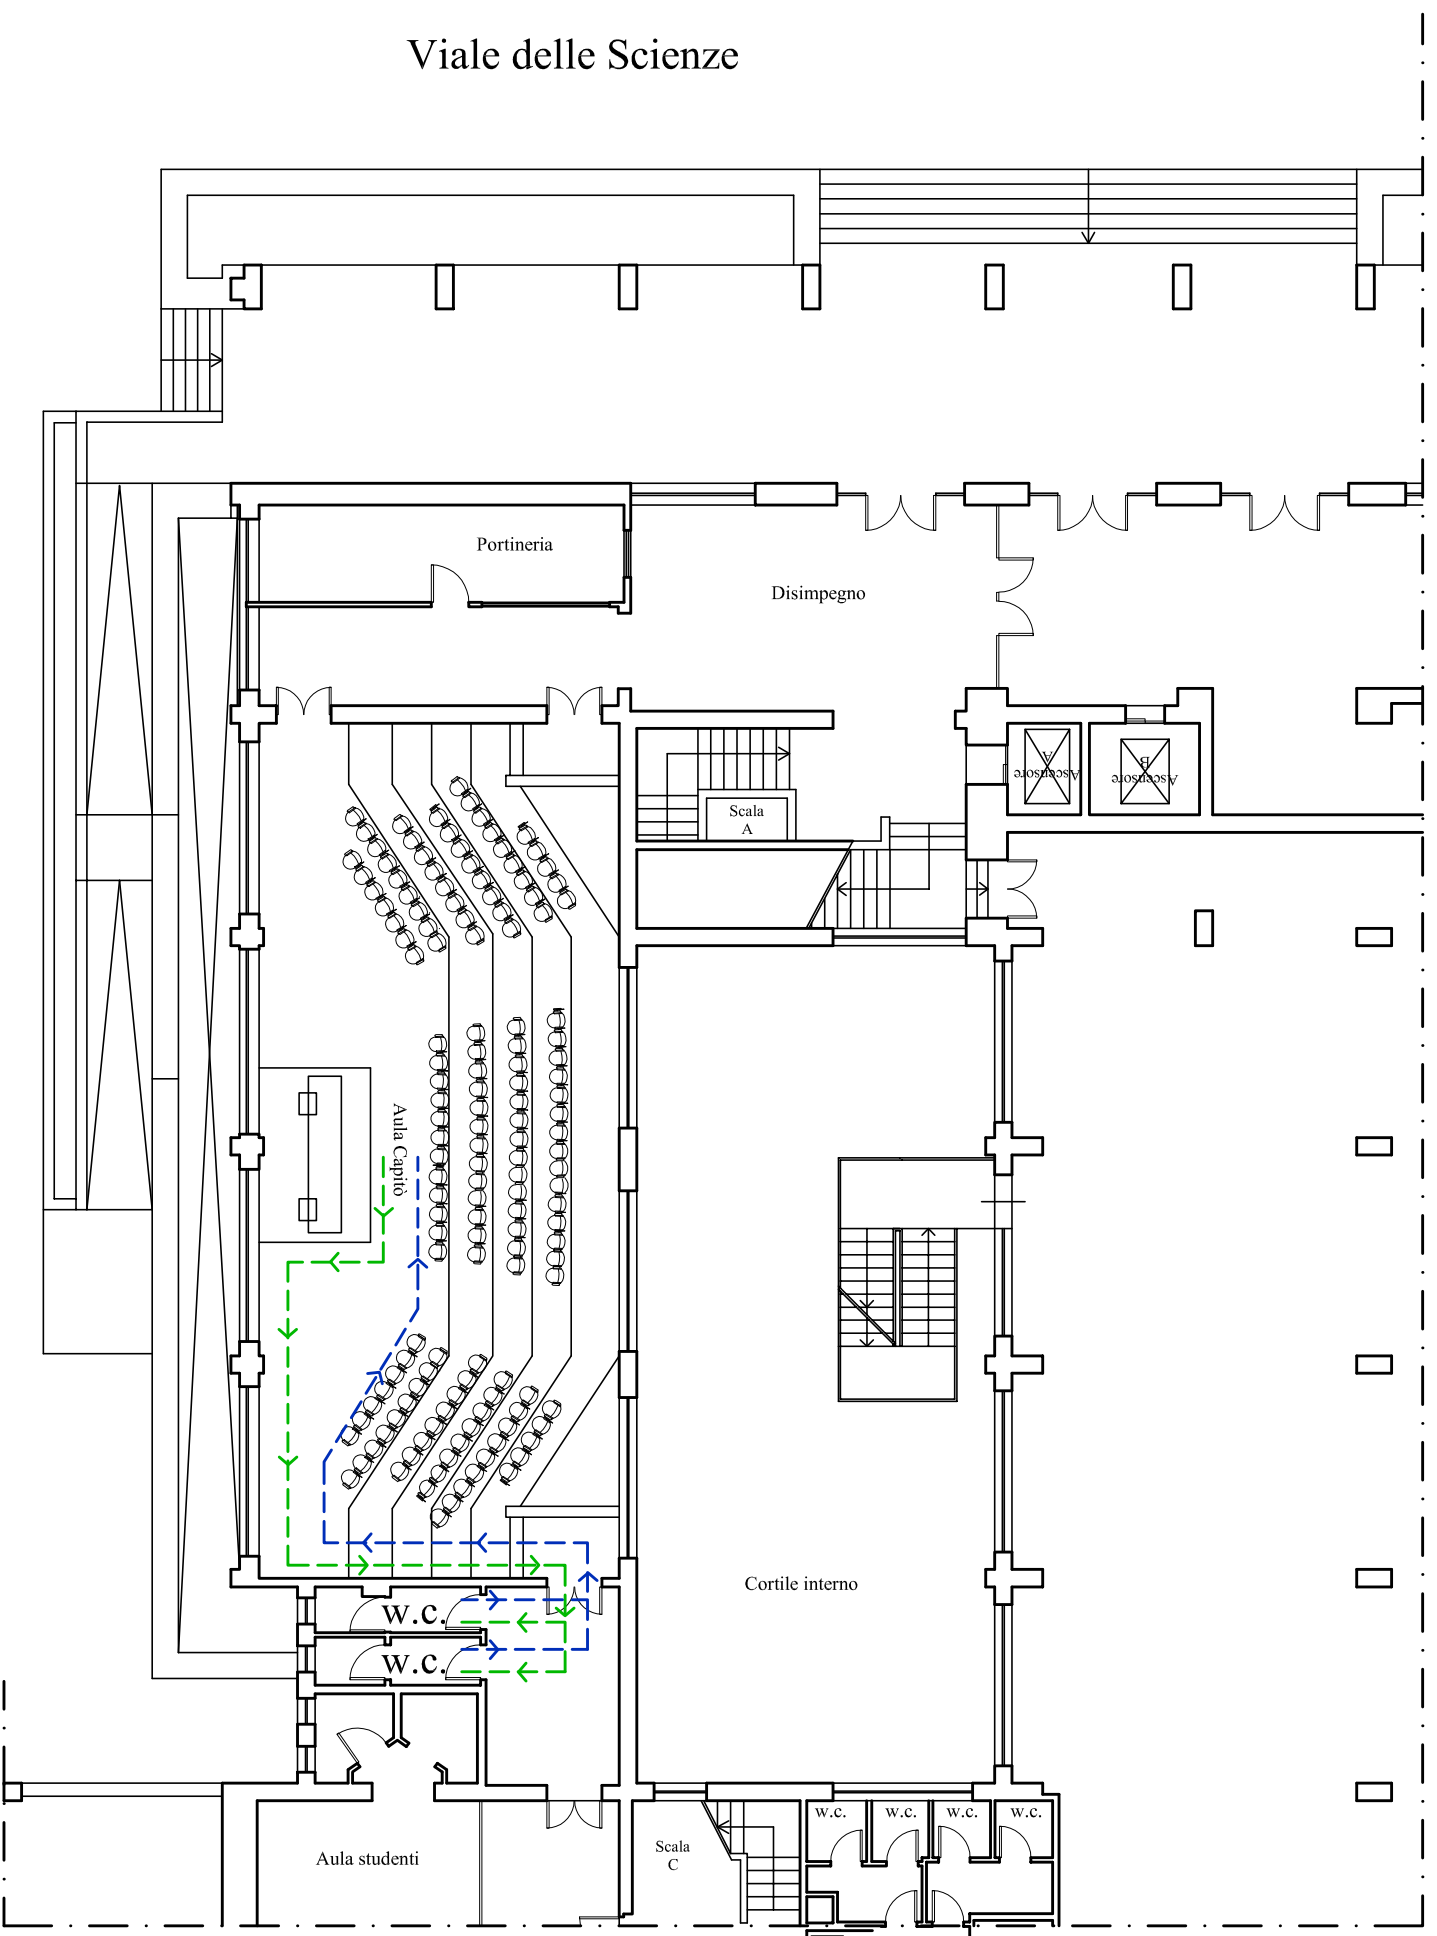 Viale delle Scienze
Portineria
Disimpegno
Ascensore
A
Ascensore
B
Scala
A
Aula Capitò
Cortile interno
w.c.
w.c.
w.c.
w.c.
w.c.
w.c.
Scala
C
Aula studenti